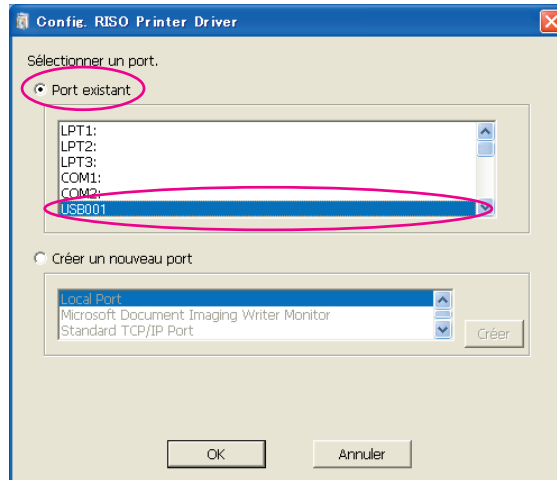 Config. RISO Printer Driver
Sélectionner un port.
Port existant
LPT1:
LPT2:
LPT3:
COM1:
COM2:
USB001
Créer un nouveau port
Local Port
Microsoft Document Imaging Writer Monitor
Standard TCP/IP Port
Créer
OK
Annuler